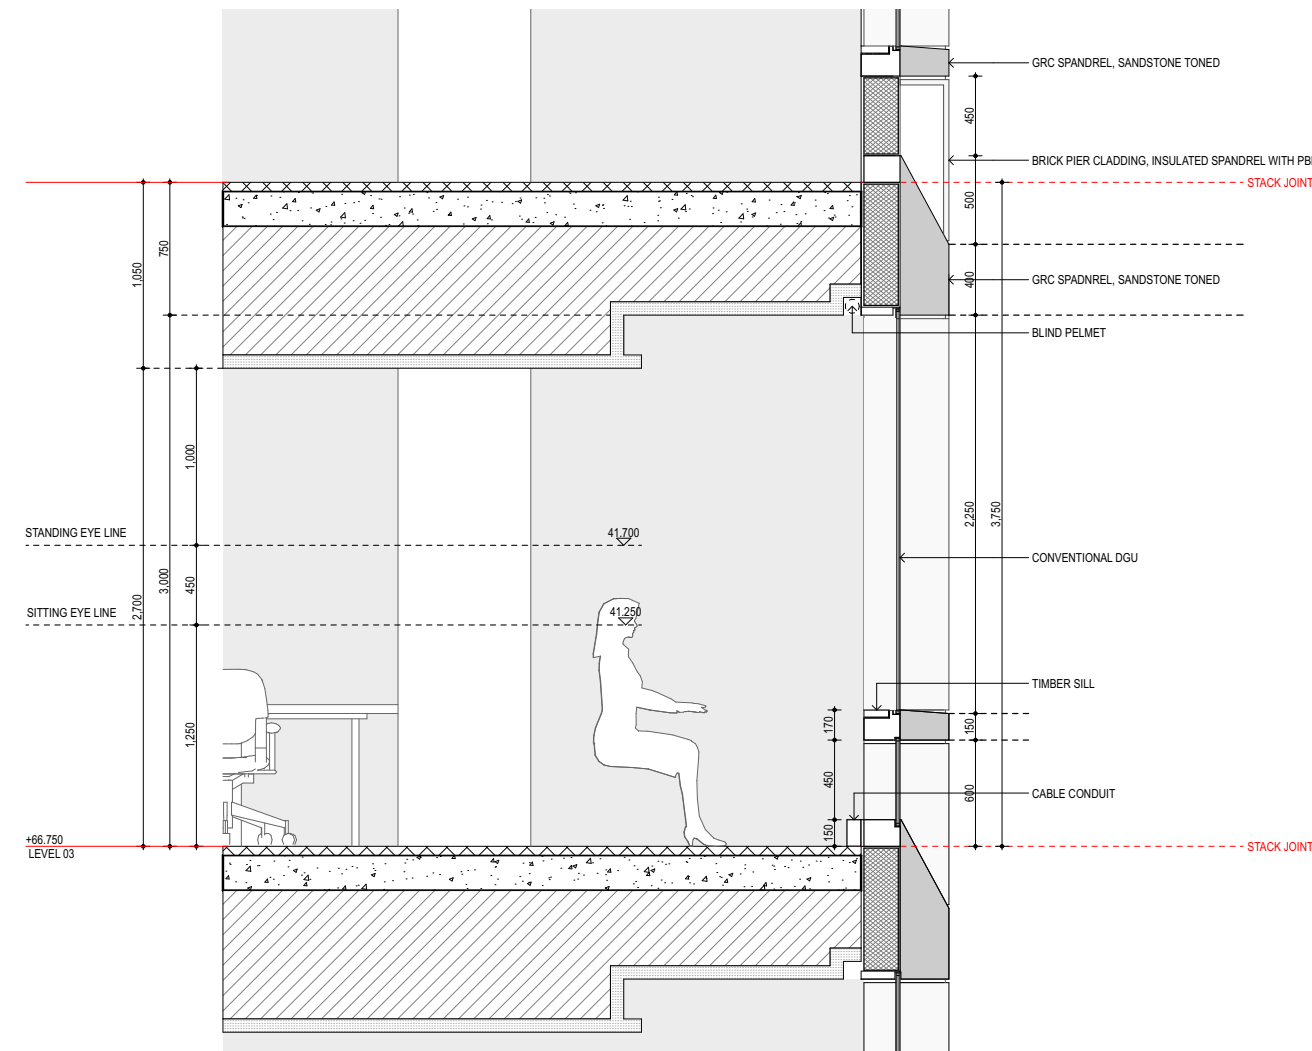 GRC SPANDREL, SANDSTONE TONED
450
BRICK PIER CLADDING, INSULATED SPANDREL WITH
STACK JOINT
500
750
1,050
400
GRC SPADNREL, SANDSTONE TONED
BLIND PELMET
1,000
2,250
3,750
STANDING EYE LINE
41.700
CONVENTIONAL DGU
450
3,000
2,700
SITTING EYE LINE
41.250
TIMBER SILL
170
150
1,250
450
600
CABLE CONDUIT
150
+66.750
LEVEL 03
STACK JOINT